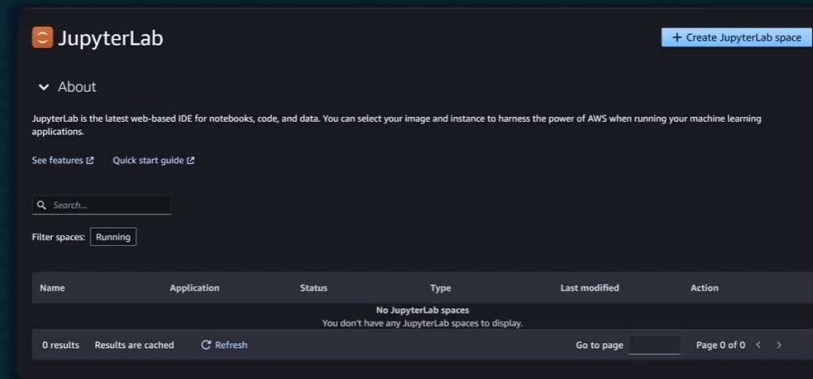 JupyterLab
+ Create JupyterLab space
About
JupyterLab is the latest web-based IDE for notebooks, code, and data. You can select your image and instance to harness the power of AWS when running your machine learning
applications.
See features Quick start guide
Search...
Filter spaces: Running
Name Application Status Type Last modified Action
No JupyterLab spaces
You don't have any JupyterLab spaces to display.
0 results Results are cached Refresh Go to page Page 0 of 0 < >